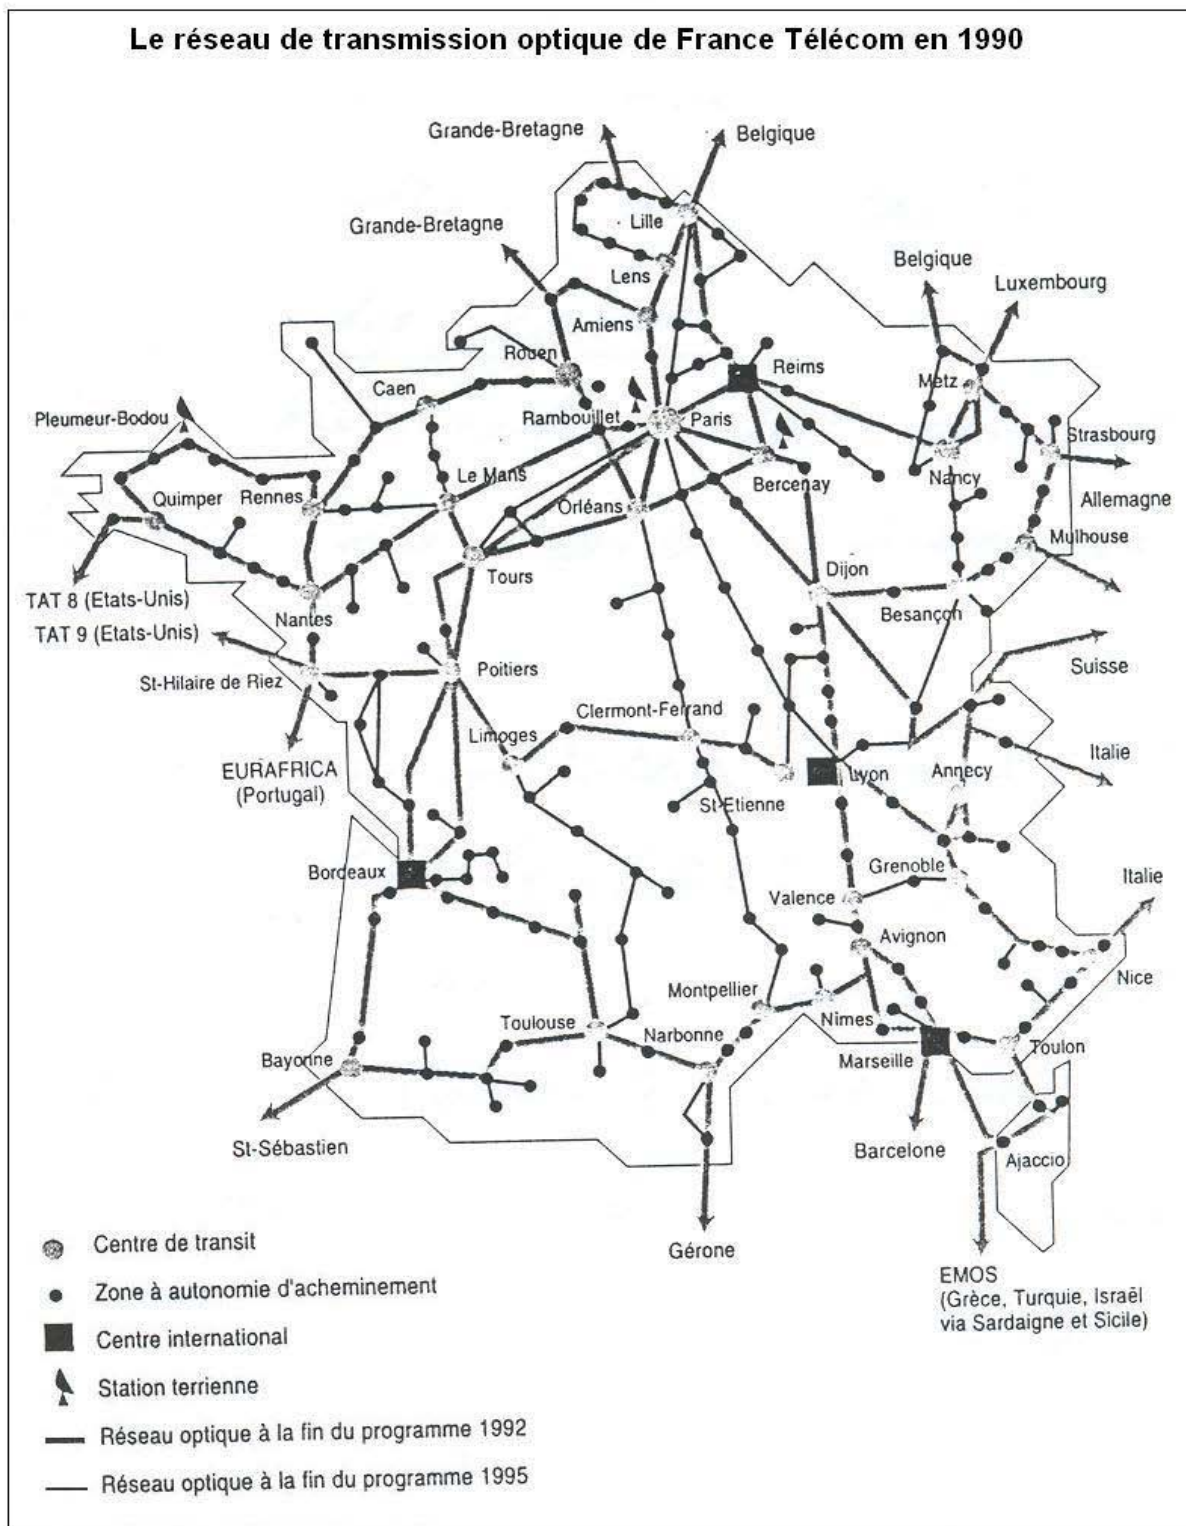 Le réseau de transmission optique de France Télécom en 1990
Grande-Bretagne
Belgique
Grande-Bretagne
Lille
Lens
Belgique
Luxembourg
Amiens
Rouen
Reims
Metz
Caen
Pleumeur-Bodou
Rambouillet
Paris
Strasbourg
Quimper
Rennes
Le Mans
Orléans
Bercenay
Nancy
Allemagne
Mulhouse
Tours
Dijon
TAT 8 (Etats-Unis)
Nantes
Besançon
TAT 9 (Etats-Unis)
St-Hilaire de Riez
Poitiers
Suisse
Clermont-Ferrand
Limoges
Italie
EURAFRICA
(Portugal)
Lyon
Annecy
St-Etienne
Bordeaux
Grenoble
Valence
Italie
Avignon
Nice
Montpellier
Toulouse
Narbonne
Nîmes
Bayonne
Marseille
Toulon
St-Sébastien
Barcelone
Ajaccio
Gérone
EMOS
(Grèce, Turquie, Israël
via Sardaigne et Sicile)
Centre de transit
Zone à autonomie d'acheminement
Centre international
Station terrienne
Réseau optique à la fin du programme 1992
Réseau optique à la fin du programme 1995